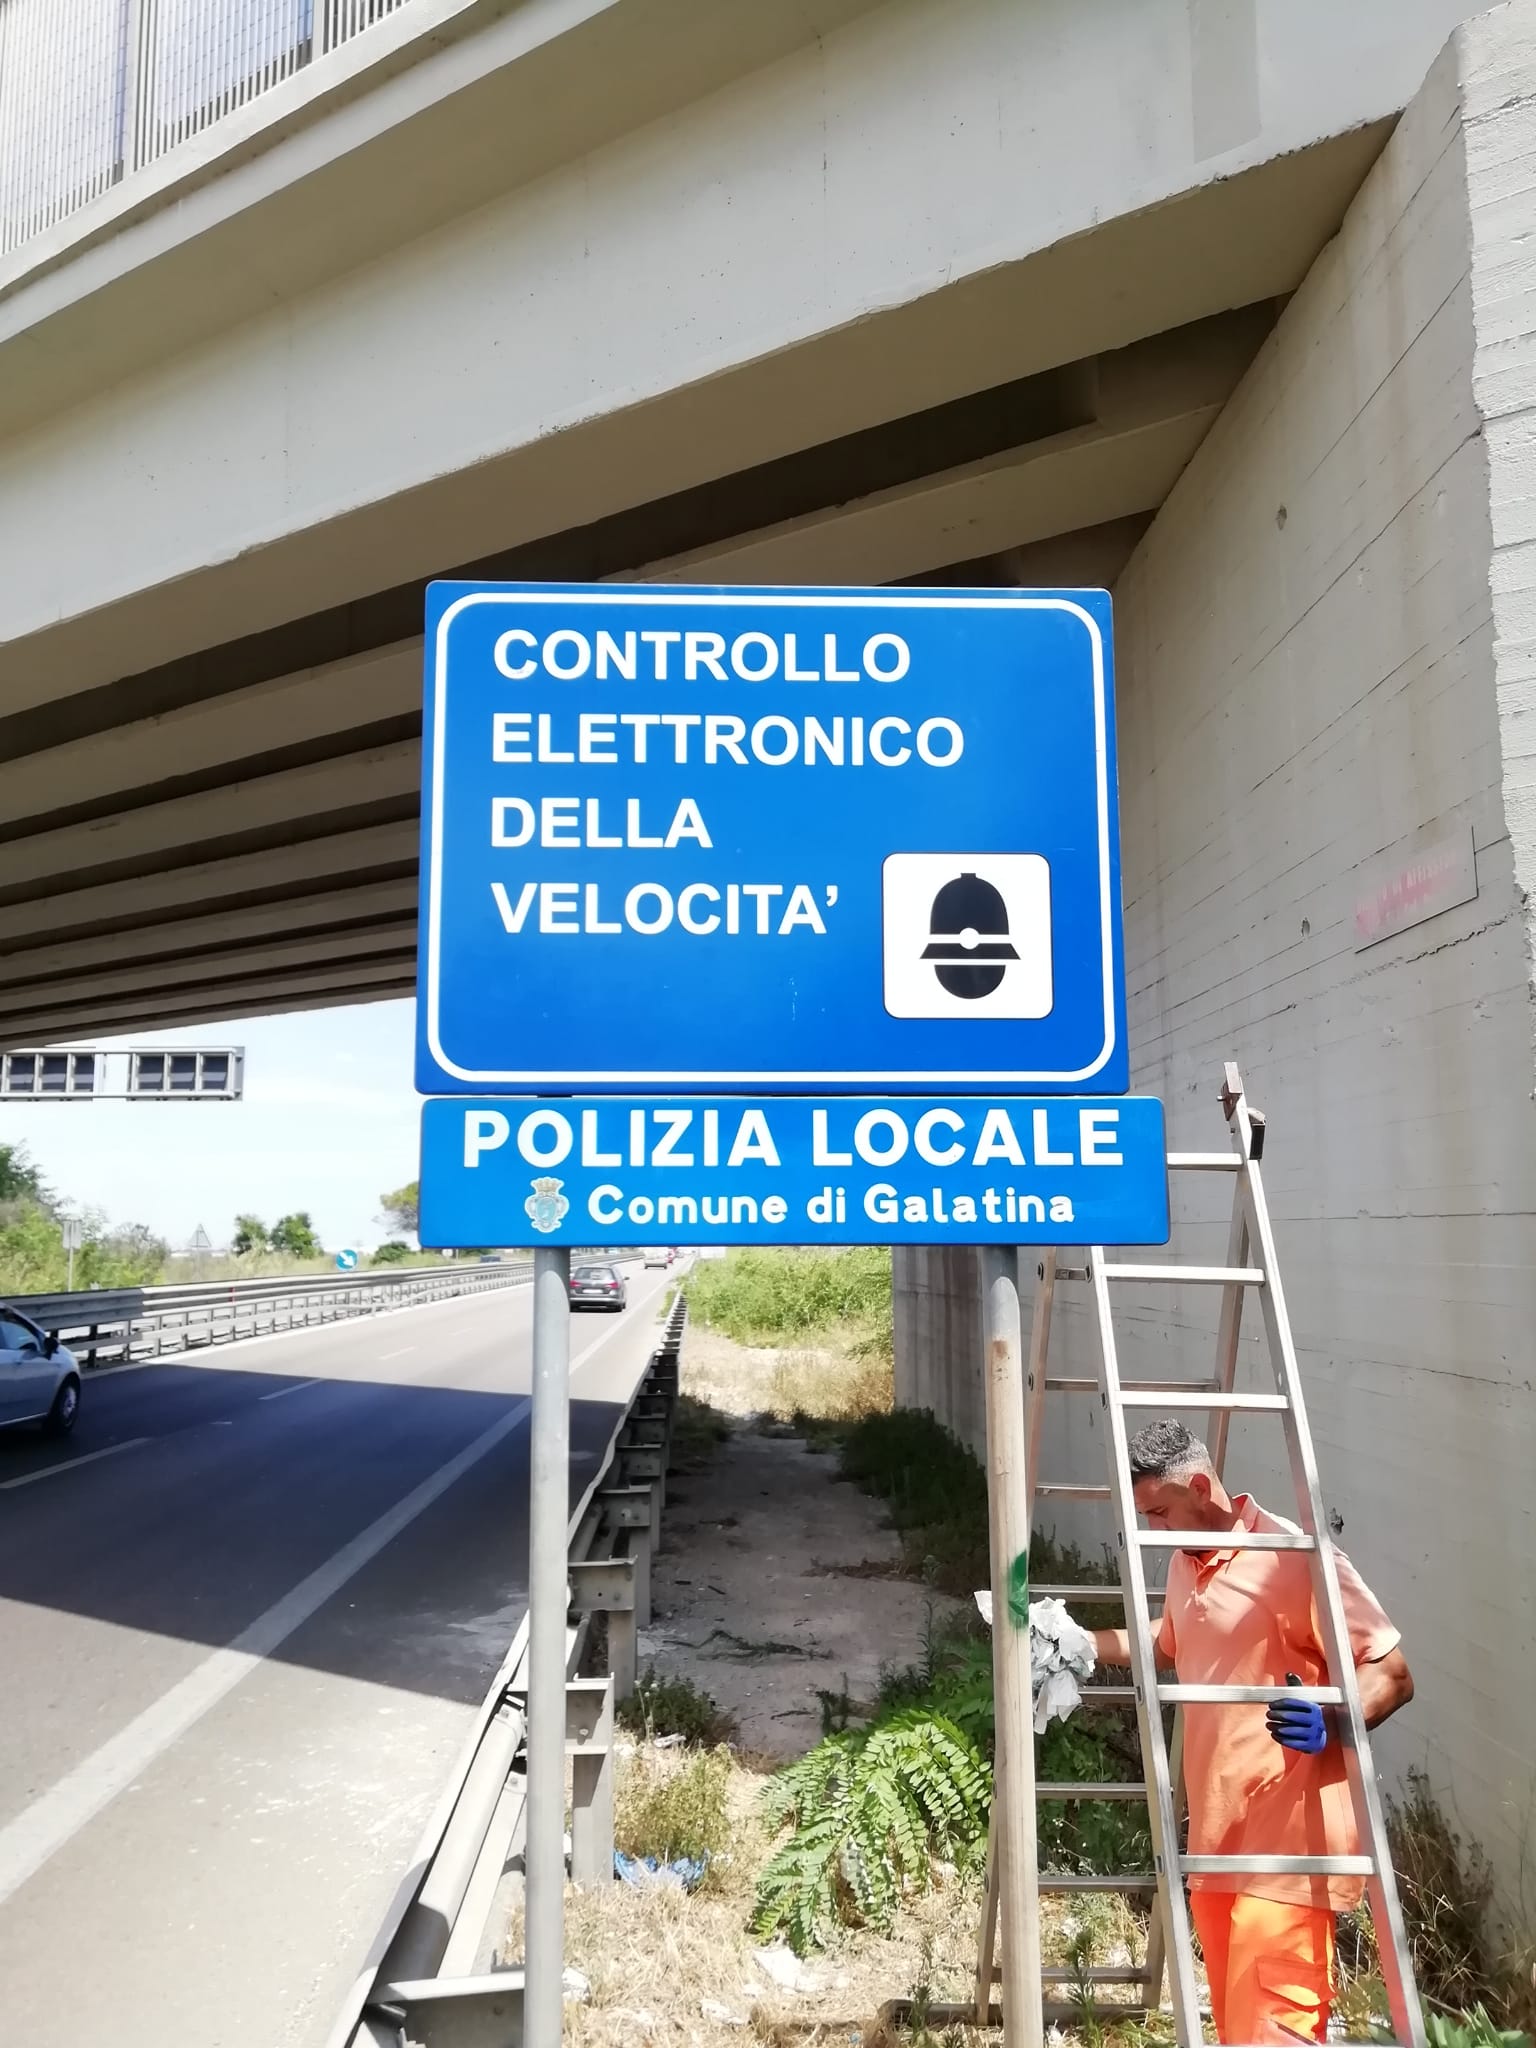 CONTROLLO
ELETTRONICO
DELLA
VELOCITA'
POLIZIA LOCALE
Comune di Galatina